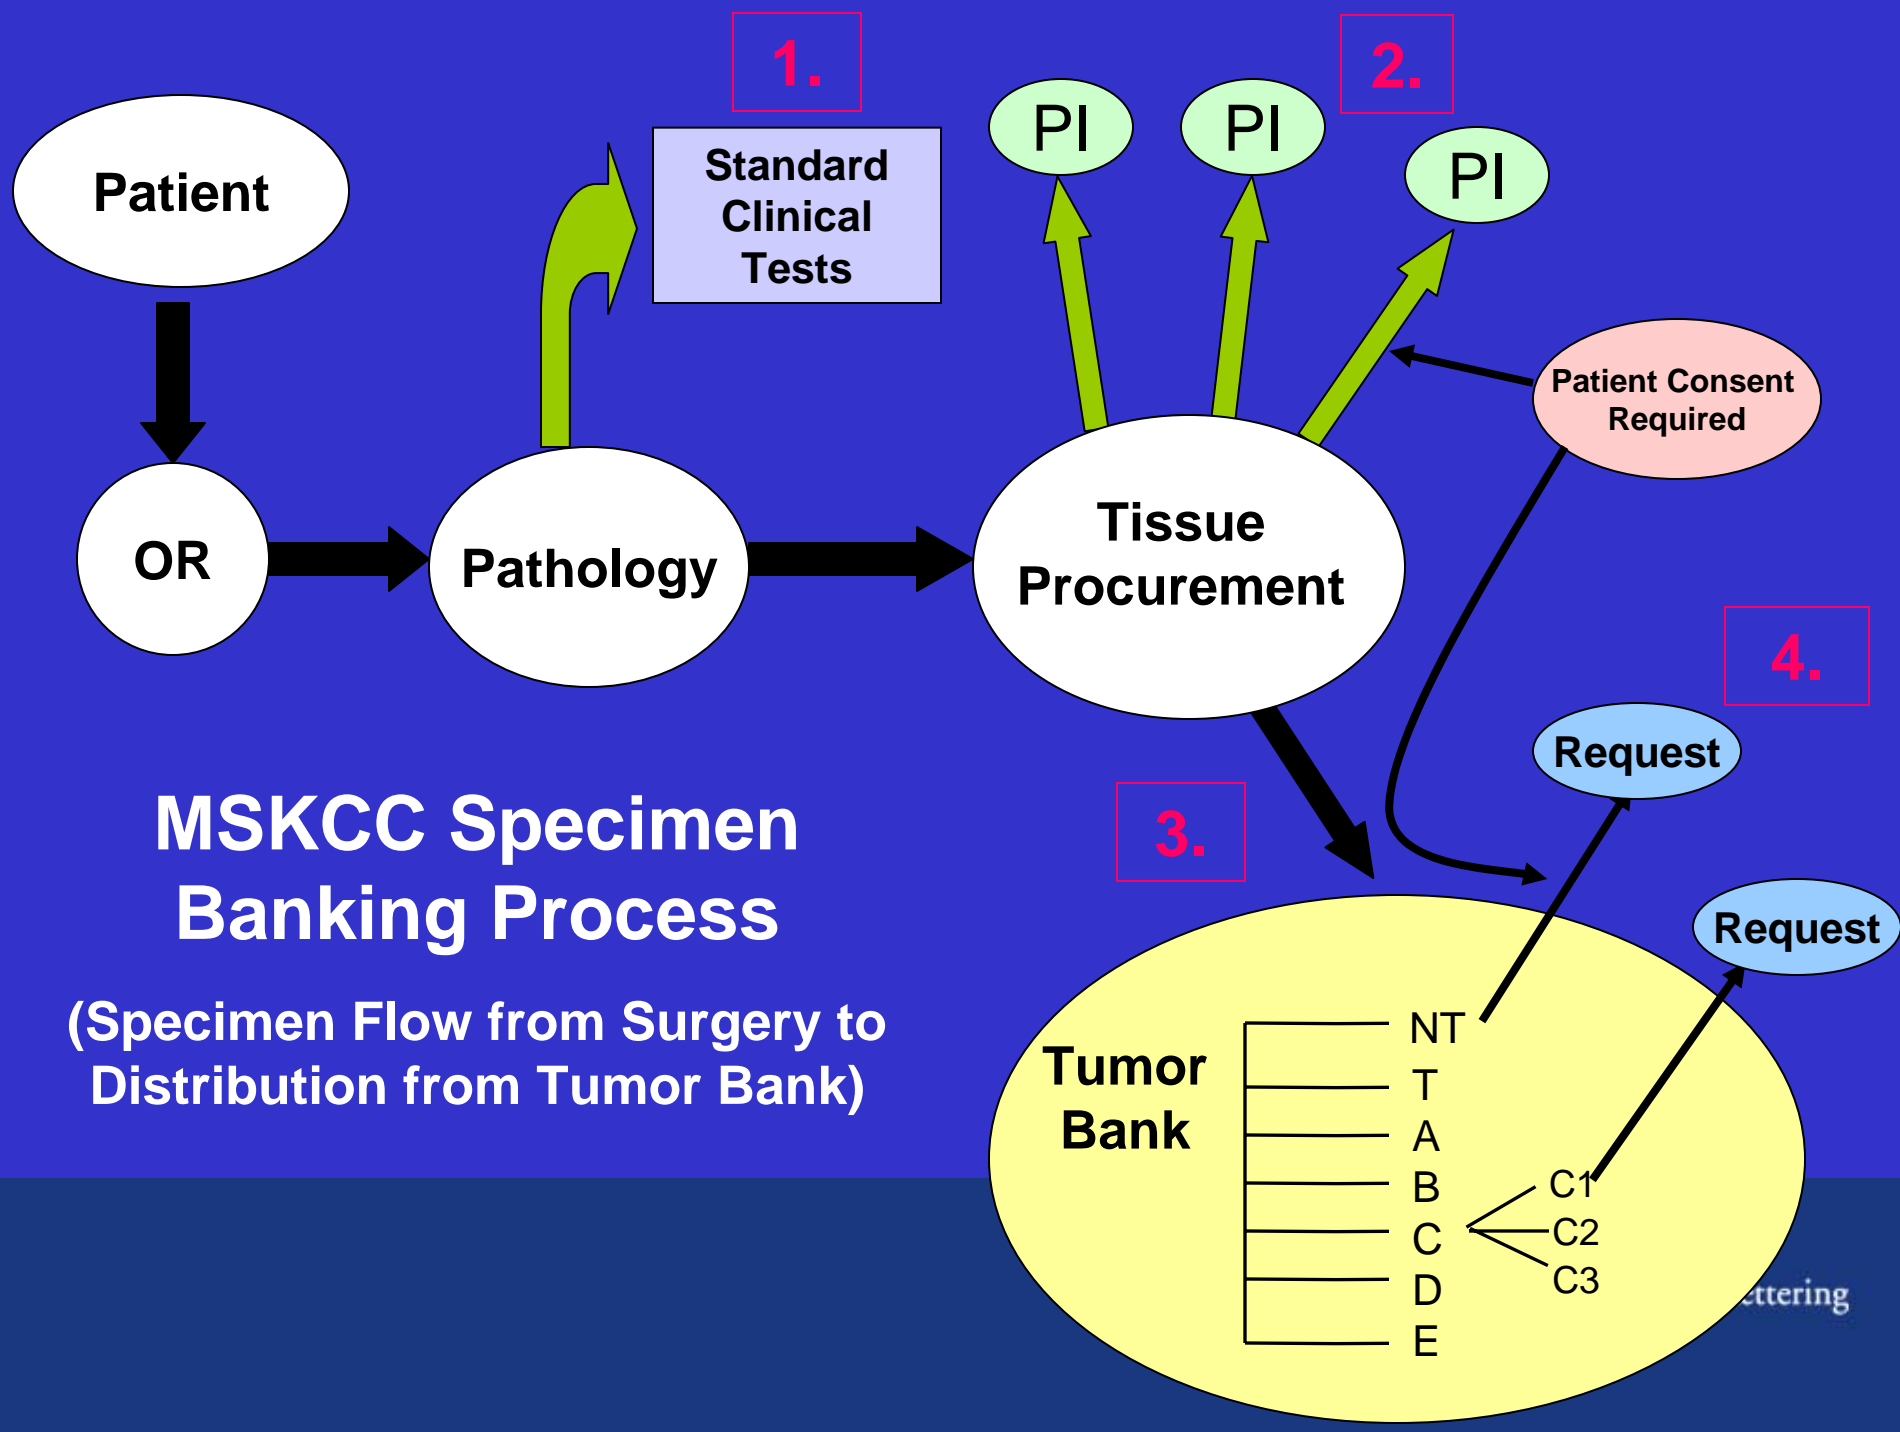 1.
2.
Patient
Standard
Clinical
Tests
PI
PI
PI
Patient Consent
Required
OR
Pathology
Tissue
Procurement
4.
Request
3.
MSKCC Specimen
Banking Process
(Specimen Flow from Surgery to
Distribution from Tumor Bank)
Request
Tumor
Bank
NT
T
A
B
C
D
E
C1
C2
C3
ettering